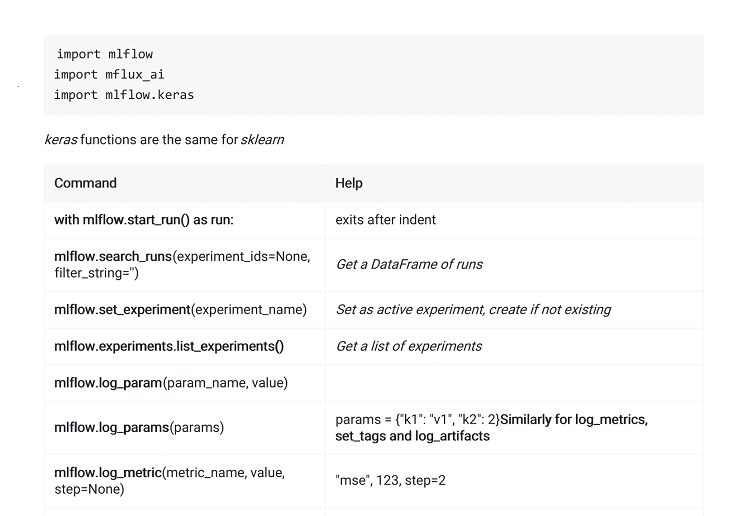 import mlflow
import mflux_ai
import mlflow.keras
keras functions are the same for sklearn
Command Help
with mlflow.start_run() as run: exits after indent
mlflow.search_runs(experiment_ids=None,
filter_string='') Get a DataFrame of runs
mlflow.set_experiment(experiment_name) Set as active experiment, create if not existing
mlflow.experiments.list_experiments() Get a list of experiments
mlflow.log_param(param_name, value)
mlflow.log_params(params) params = {"k1": "v1", "k2": 2}Similarly for log_metrics,
set_tags and log_artifacts
mlflow.log_metric(metric_name, value,
step=None) "mse", 123, step=2